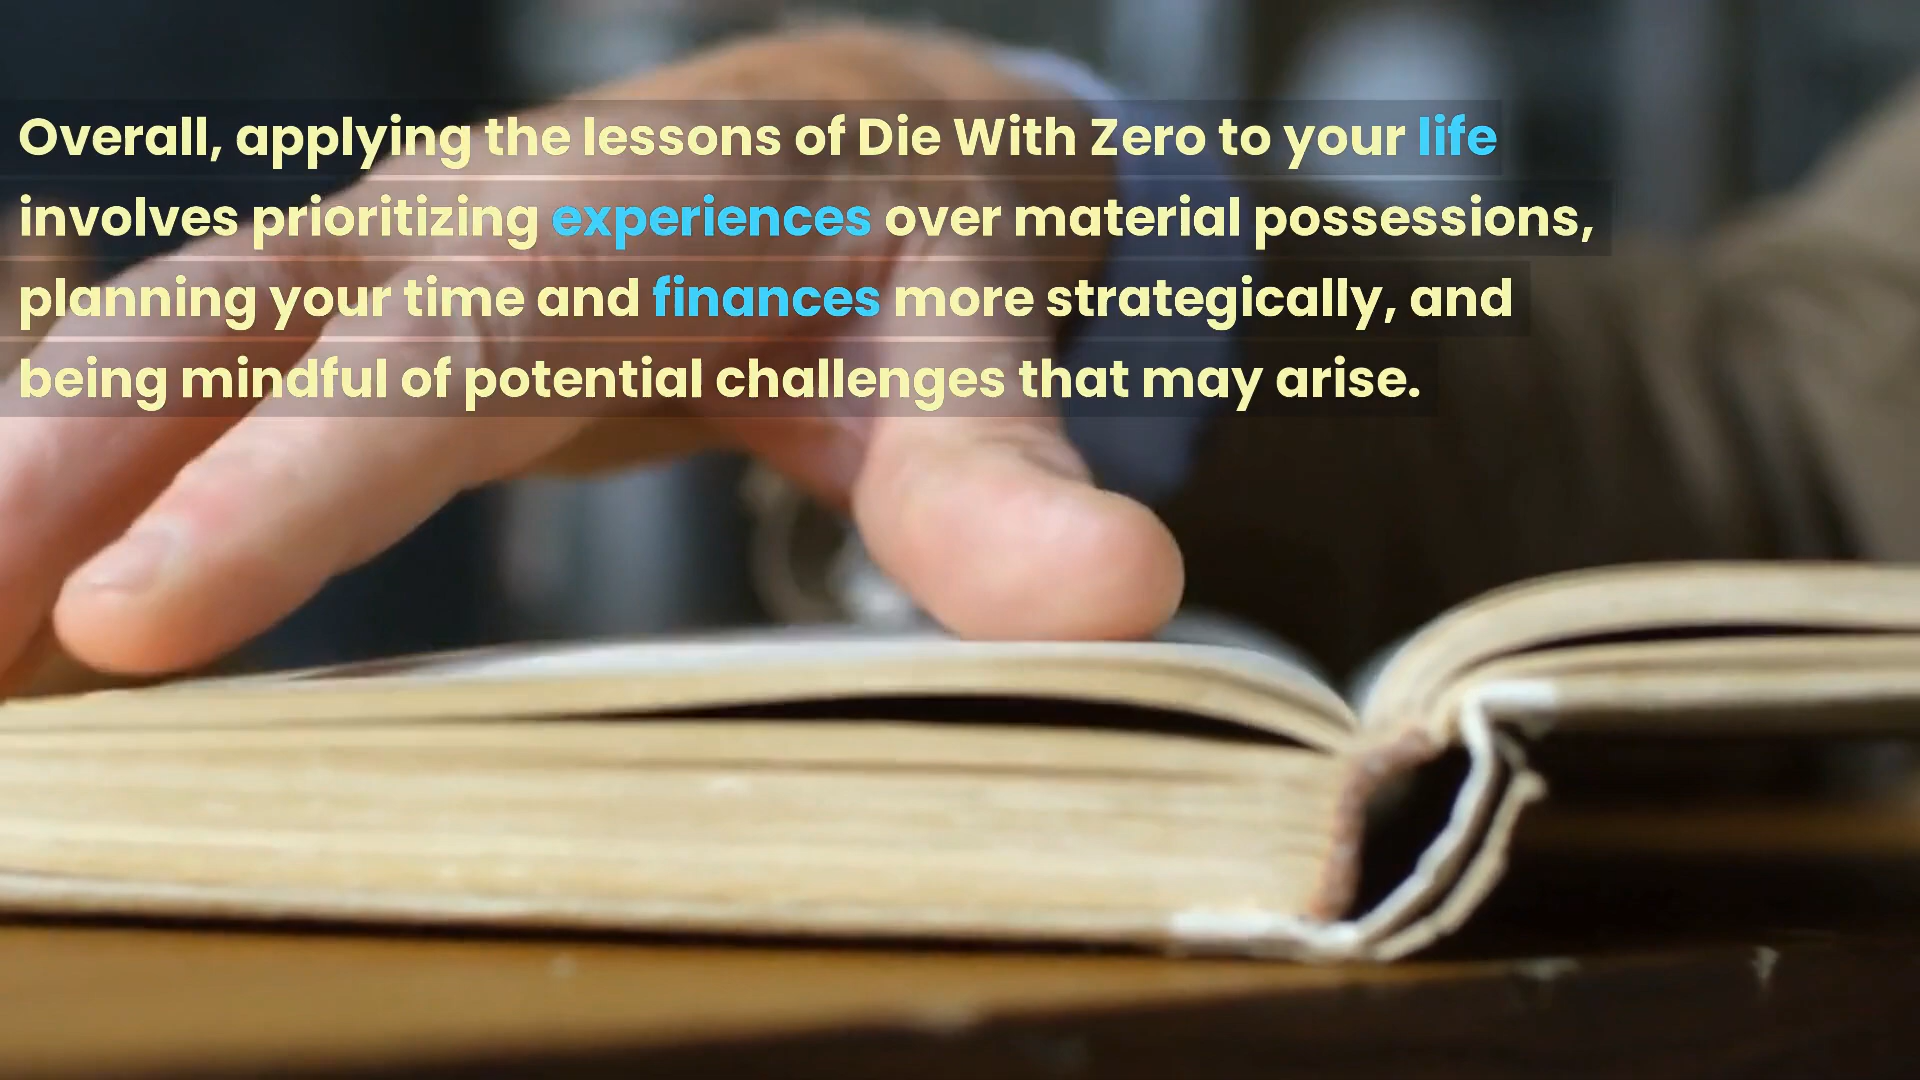 Overall, applying the lessons of Die With Zero to your life
involves prioritizing experiences over material possessions,
planning your time and finances more strategically, and
being mindful of potential challenges that may arise.